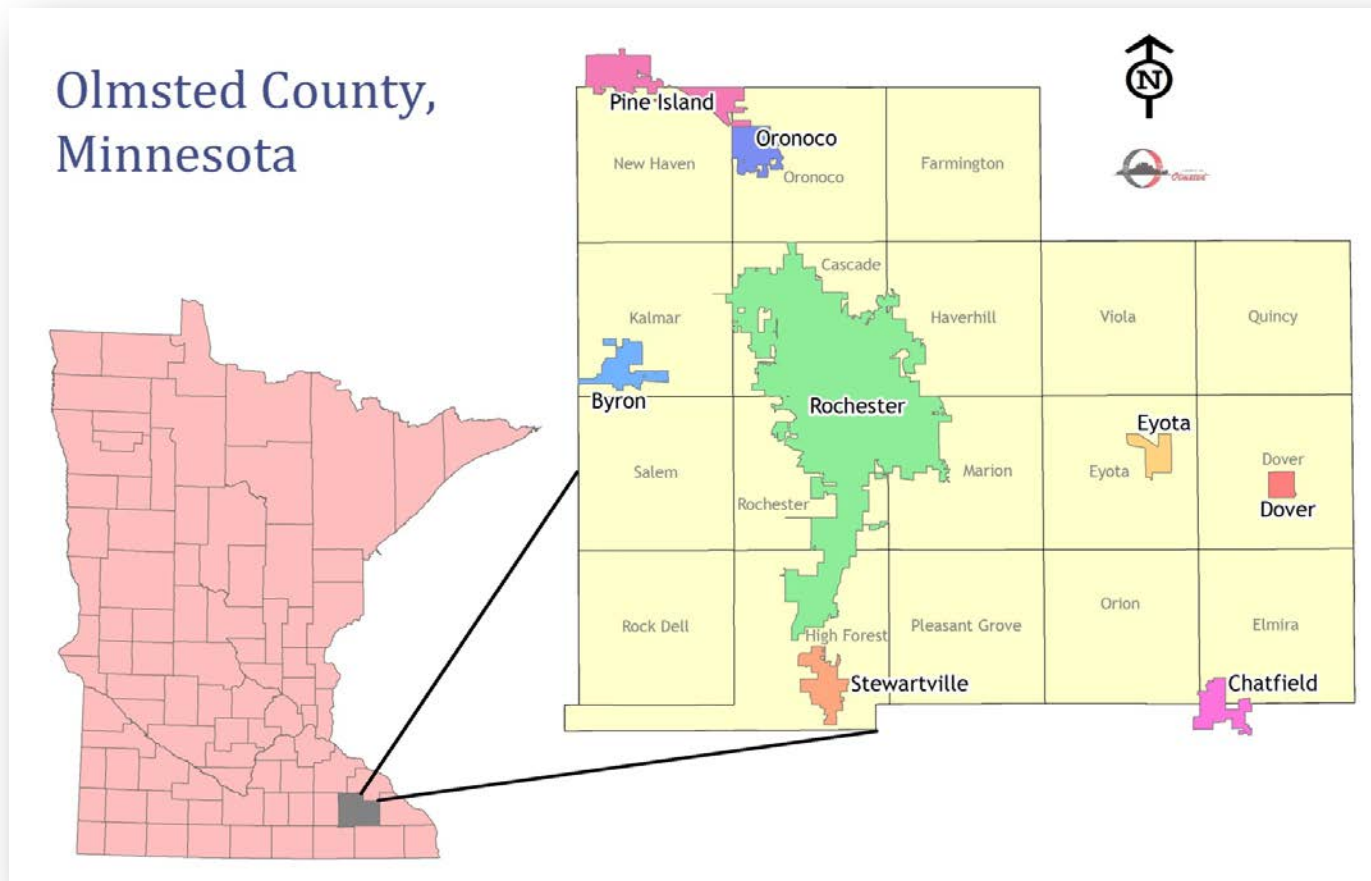 Olmsted County,
Minnesota
N
Pine Island
Oronoco
New Haven
Oronoco
Farmington
Olmsted
Cascade
Kalmar
Haverhill
Viola
Quincy
Byron
Rochester
Eyota
Salem
Marion
Eyota
Dover
Rochester
Dover
Rock Dell
High Forest
Pleasant Grove
Orion
Elmira
Stewartville
Chatfield